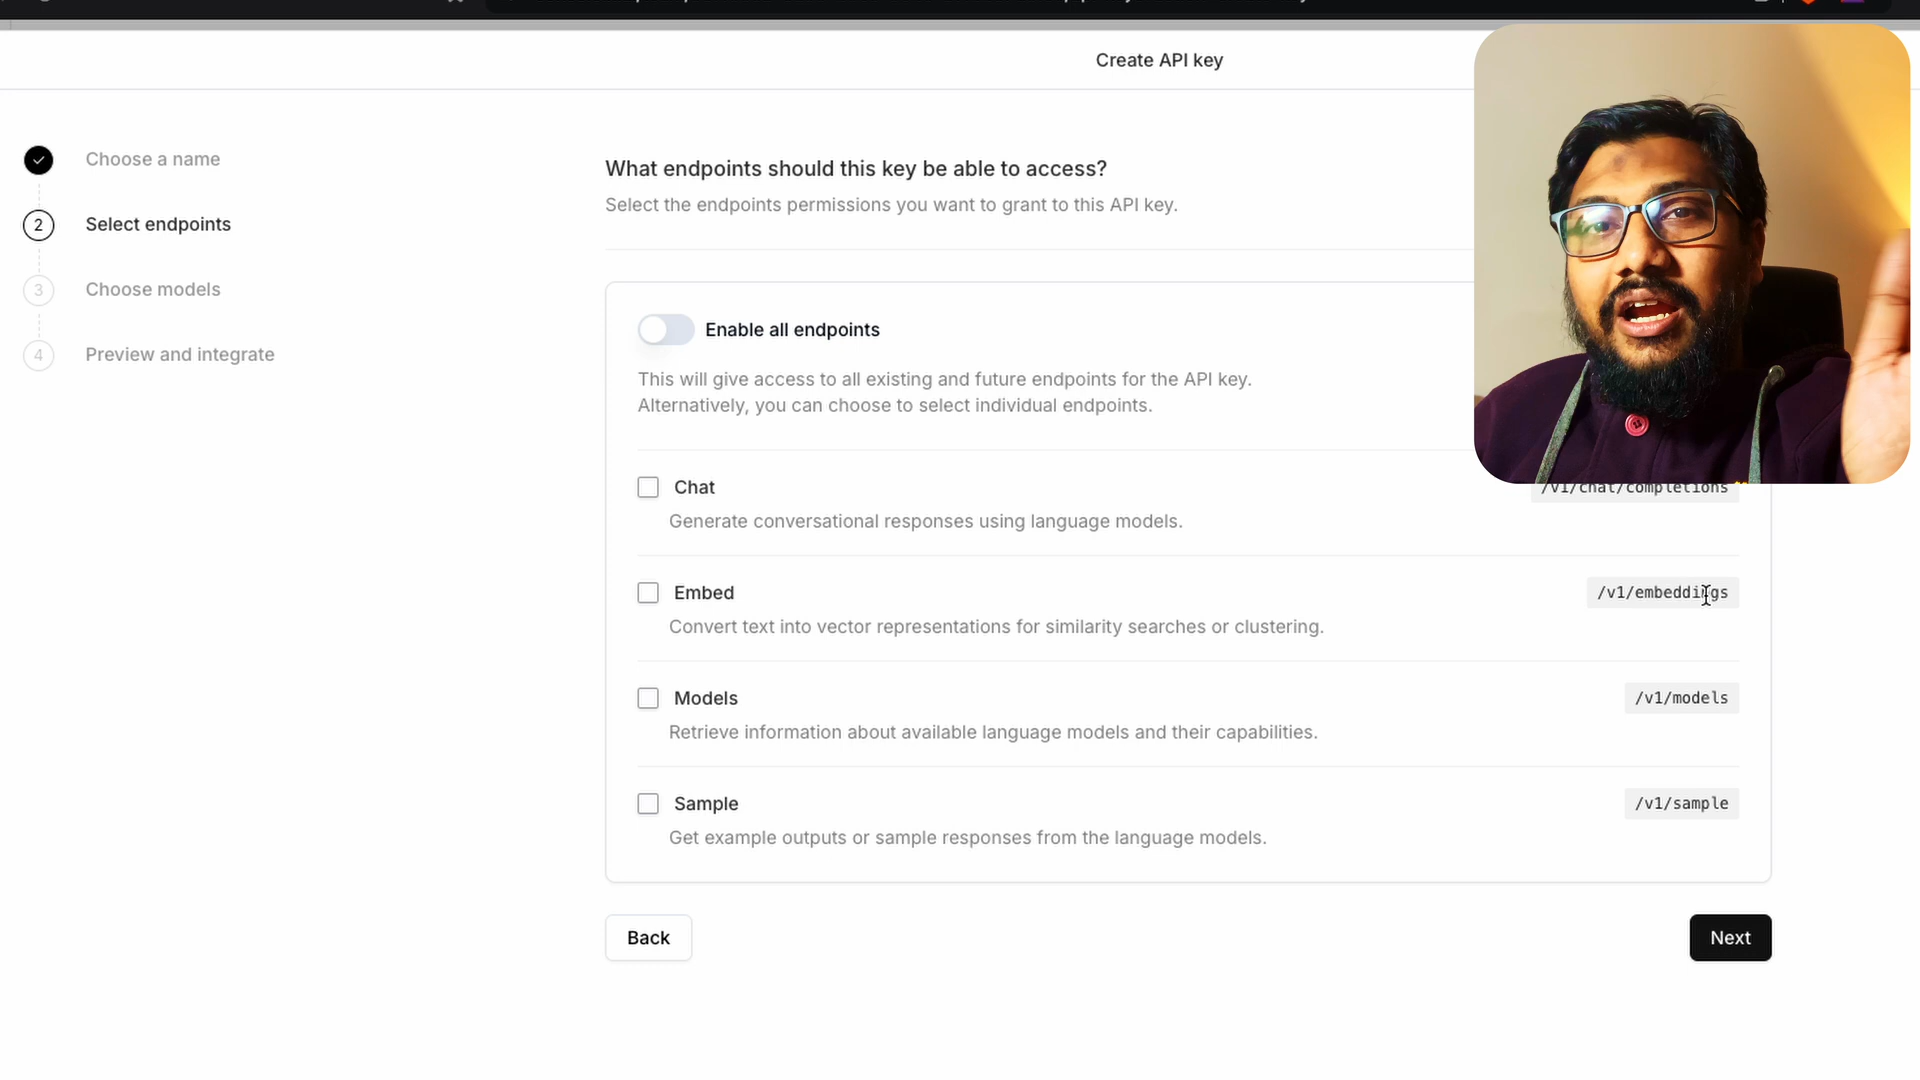 Create API key
Choose a name
2 Select endpoints
3 Choose models
4 Preview and integrate
What endpoints should this key be able to access?
Select the endpoints permissions you want to grant to this API key.
Enable all endpoints
This will give access to all existing and future endpoints for the API key.
Alternatively, you can choose to select individual endpoints.
Chat /v1/chat/completions
Generate conversational responses using language models.
Embed /v1/embeddings
Convert text into vector representations for similarity searches or clustering.
Models /v1/models
Retrieve information about available language models and their capabilities.
Sample /v1/sample
Get example outputs or sample responses from the language models.
Back Next